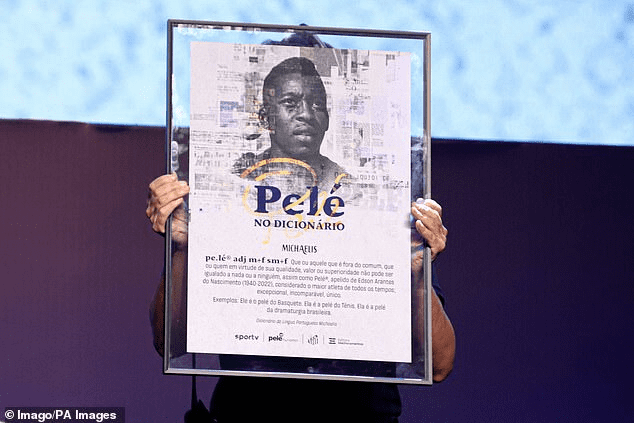 Pelé
NO DICIONÁRIO
MICHAELIS
pe.lé® adj m+f sm+f Que ou aquele que é fora do comum, que
ou quem em virtude de sua qualidade, valor ou superioridade não pode ser
igualado a nada ou a ninguém, assim como Pelé®, apelido de Edson Arantes
do Nascimento (1940-2022), considerado o maior atleta de todos os tempos;
excepcional, incomparável, único.
Exemplos: Ele é o pelé do Basquete. Ela é a pelé do Tênis. Ela é a pelé
da dramaturgia brasileira.
Dicionário da Língua Portuguesa Michaelis
sportv pelé
© Imago/PA Images